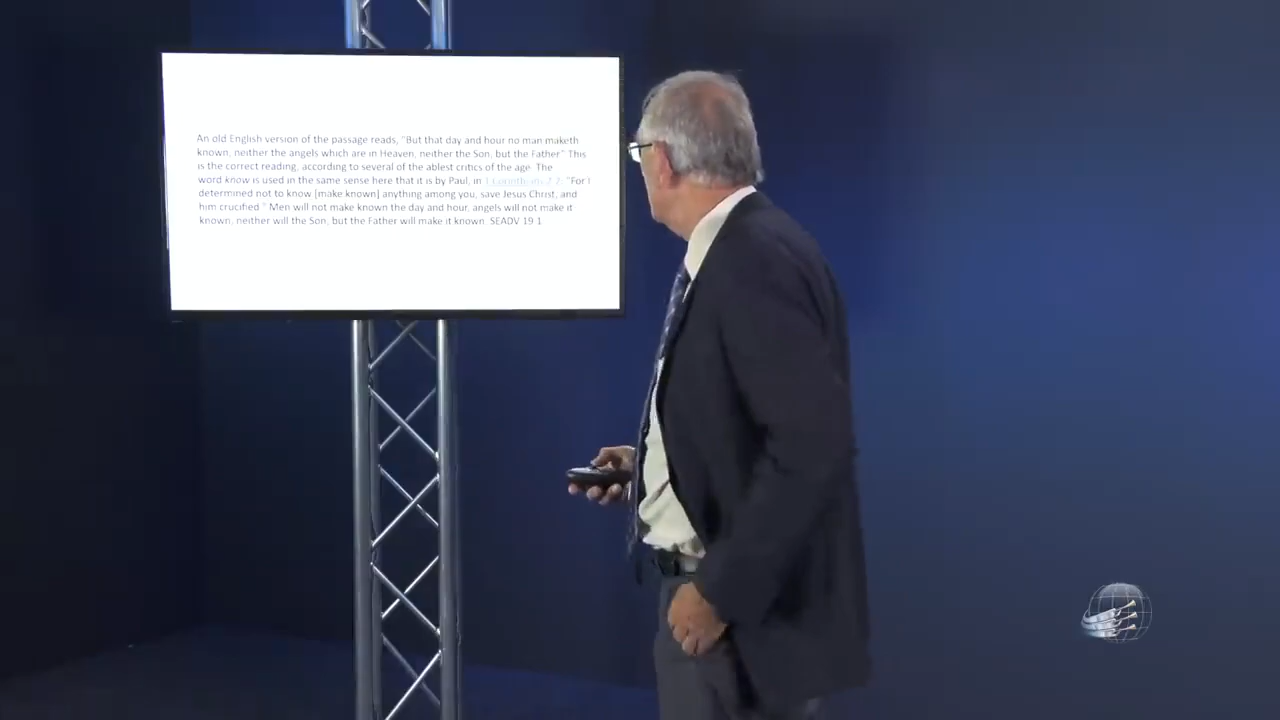 An old English version of the passage reads, "But that day and hour no man maketh
known, neither the angels which are in Heaven, neither the Son, but the Father" This
is the correct reading, according to several of the ablest critics of the age. The
word know is used in the same sense here that it is by Paul, in 1 Corinthians 2:2: "For I
determined not to know [make known] anything among you, save Jesus Christ, and
him crucified." Men will not make known the day and hour, angels will not make it
known, neither will the Son, but the Father will make it known. SEADV 19.1